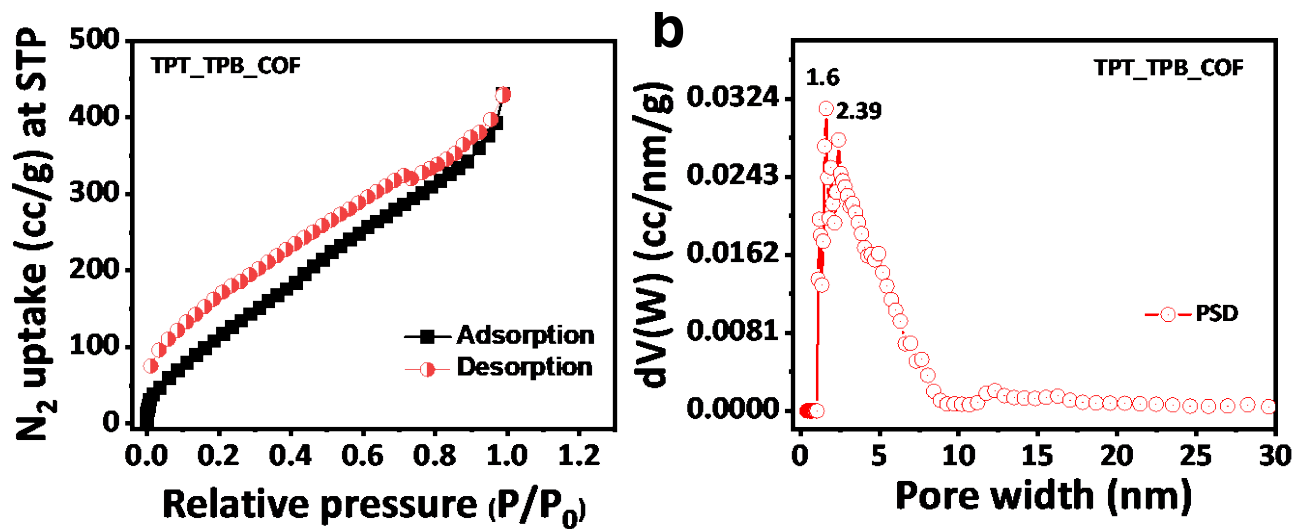 N₂ uptake (cc/g) at STP
500
400
300
200
100
0
TPT_TPB_COF
Adsorption
Desorption
0.0 0.2 0.4 0.6 0.8 1.0 1.2
Relative pressure (P/P₀)
b
dV(W) (cc/nm/g)
0.0324
0.0243
0.0162
0.0081
0.0000
TPT_TPB_COF
1.6
2.39
PSD
0 5 10 15 20 25 30
Pore width (nm)